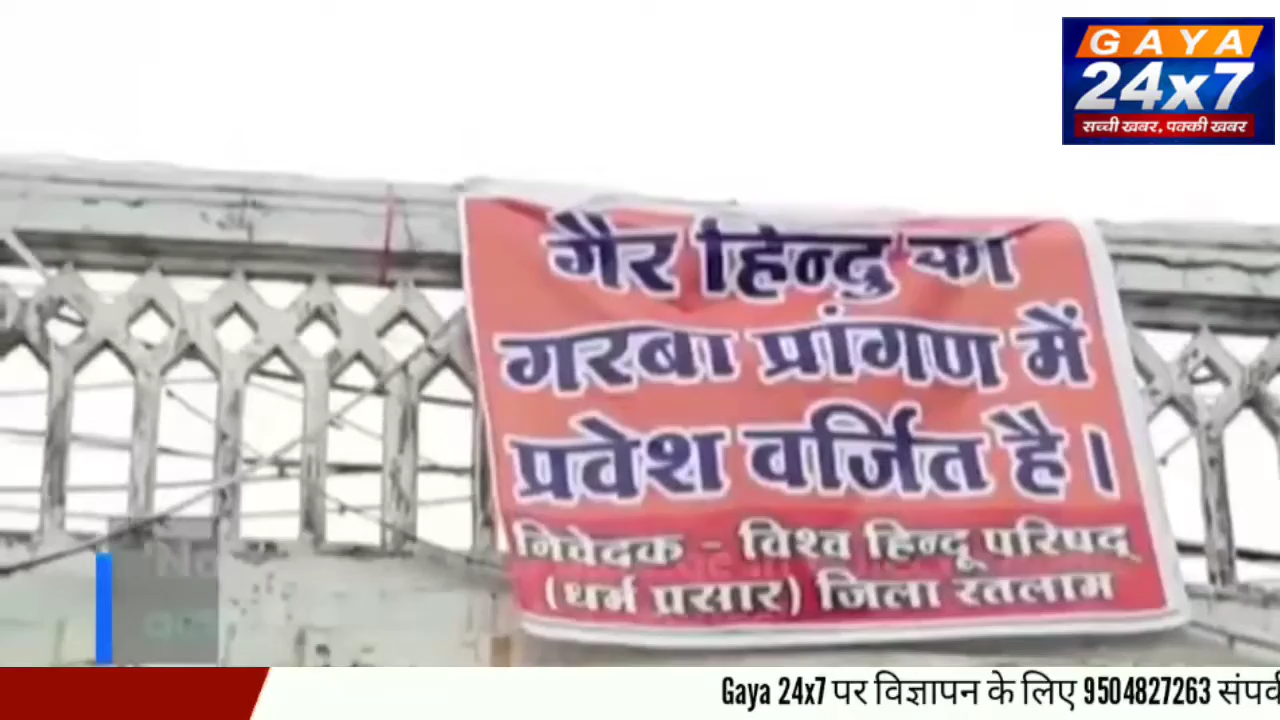 GAYA
24x7
सच्ची खबर, पक्की खबर
गैर हिन्दु का
गरबा प्रांगण में
प्रवेश वर्जित है।
निवेदक - विश्व हिन्दू परिषद्
(धर्म प्रसार) जिला रतलाम
Gaya 24x7 पर विज्ञापन के लिए 9504827263